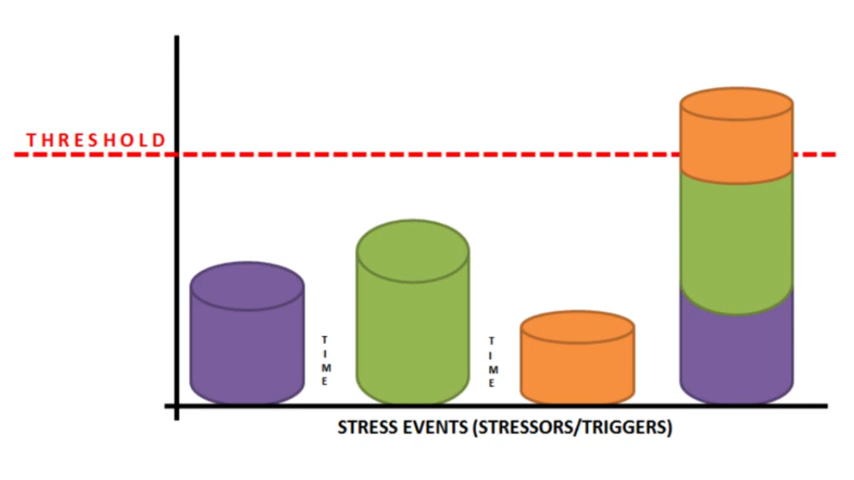 THRESHOLD
TIME
TIME
STRESS EVENTS (STRESSORS/TRIGGERS)